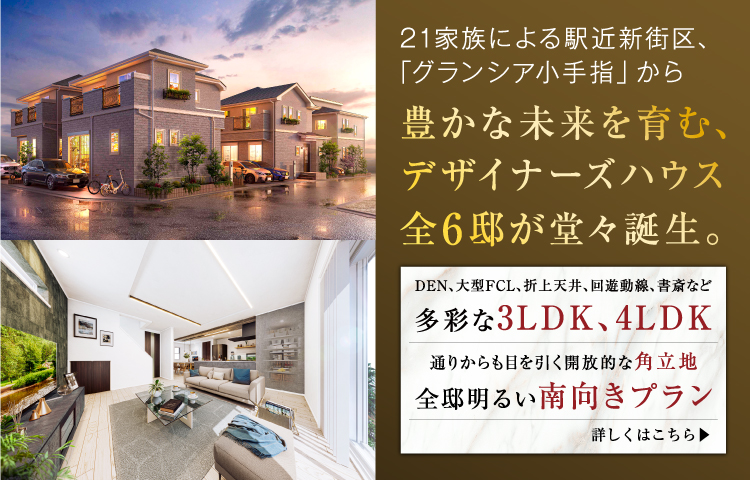 21家族による駅近新街区、
「グランシア小手指」から
豊かな未来を育む、
デザイナーズハウス
全6邸が堂々誕生。
DEN、大型FCL、折上天井、回遊動線、書斎など
多彩な3LDK、4LDK
通りからも目を引く開放的な角立地
全邸明るい南向きプラン
詳しくはこちら▶